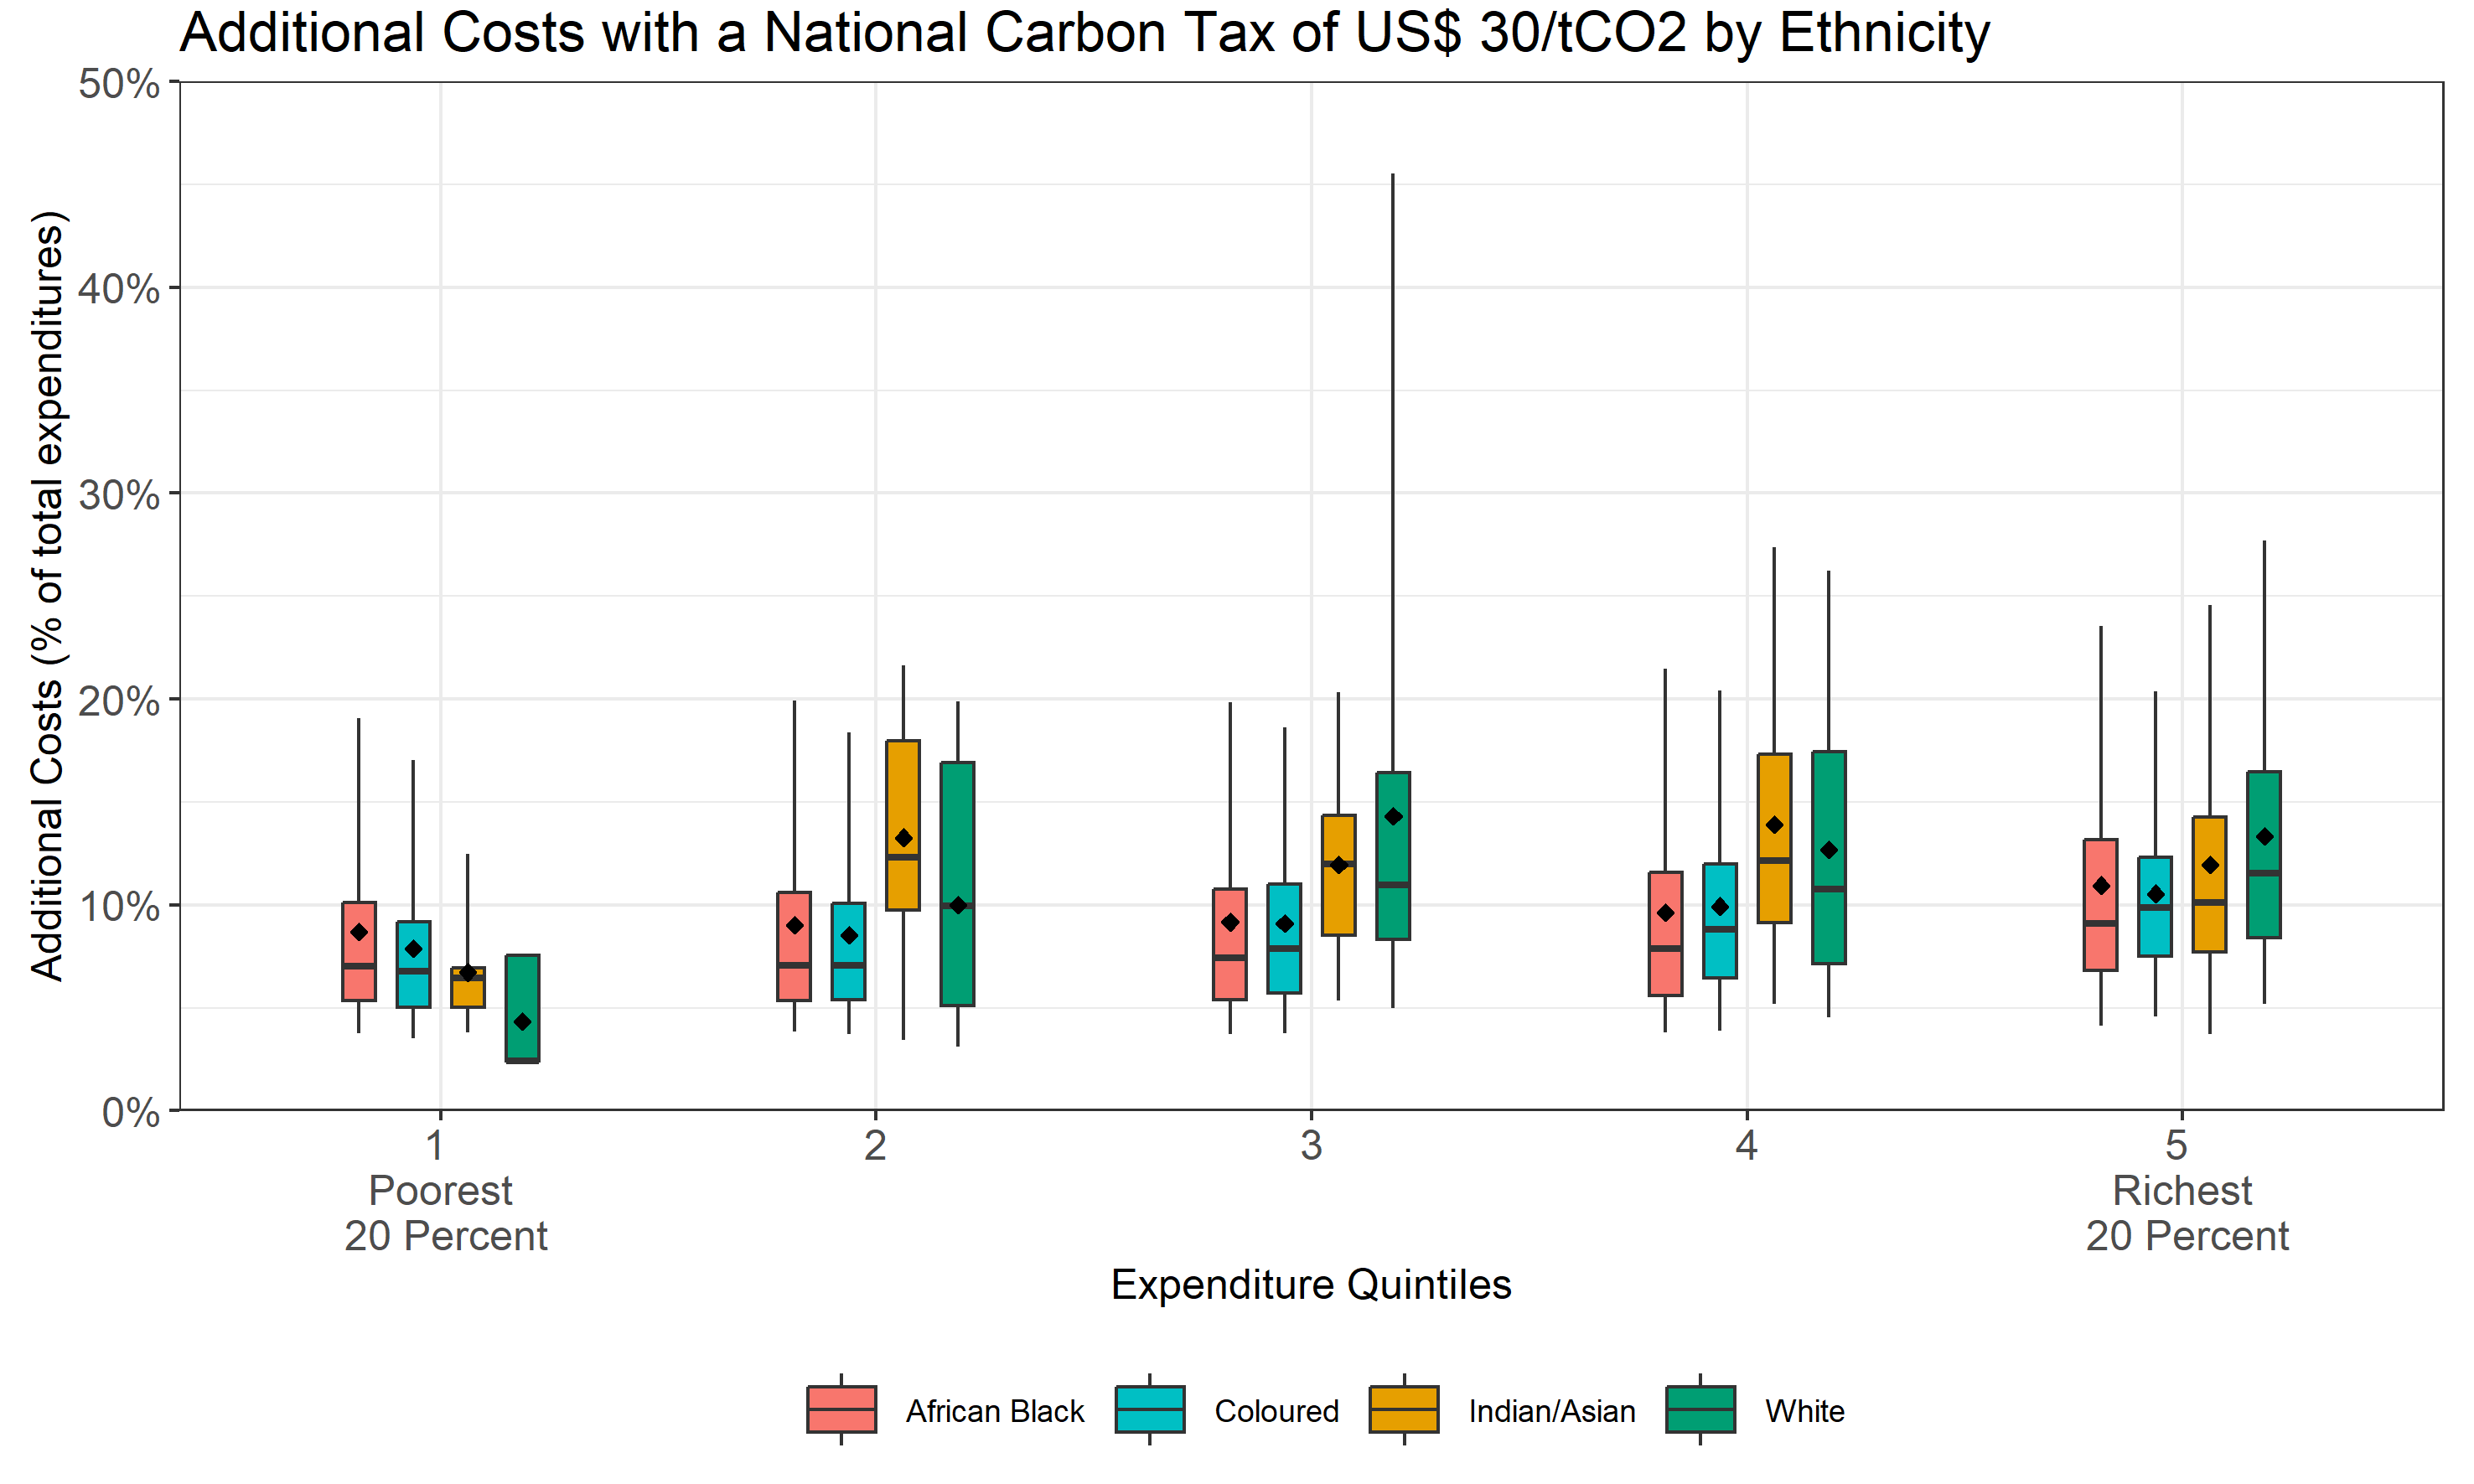 Additional Costs with a National Carbon Tax of US$ 30/tCO2 by Ethnicity
Additional Costs (% of total expenditures)
50%
40%
30%
20%
10%
0%
1 2 3 4 5
Poorest Richest
20 Percent 20 Percent
Expenditure Quintiles
African Black Coloured Indian/Asian White